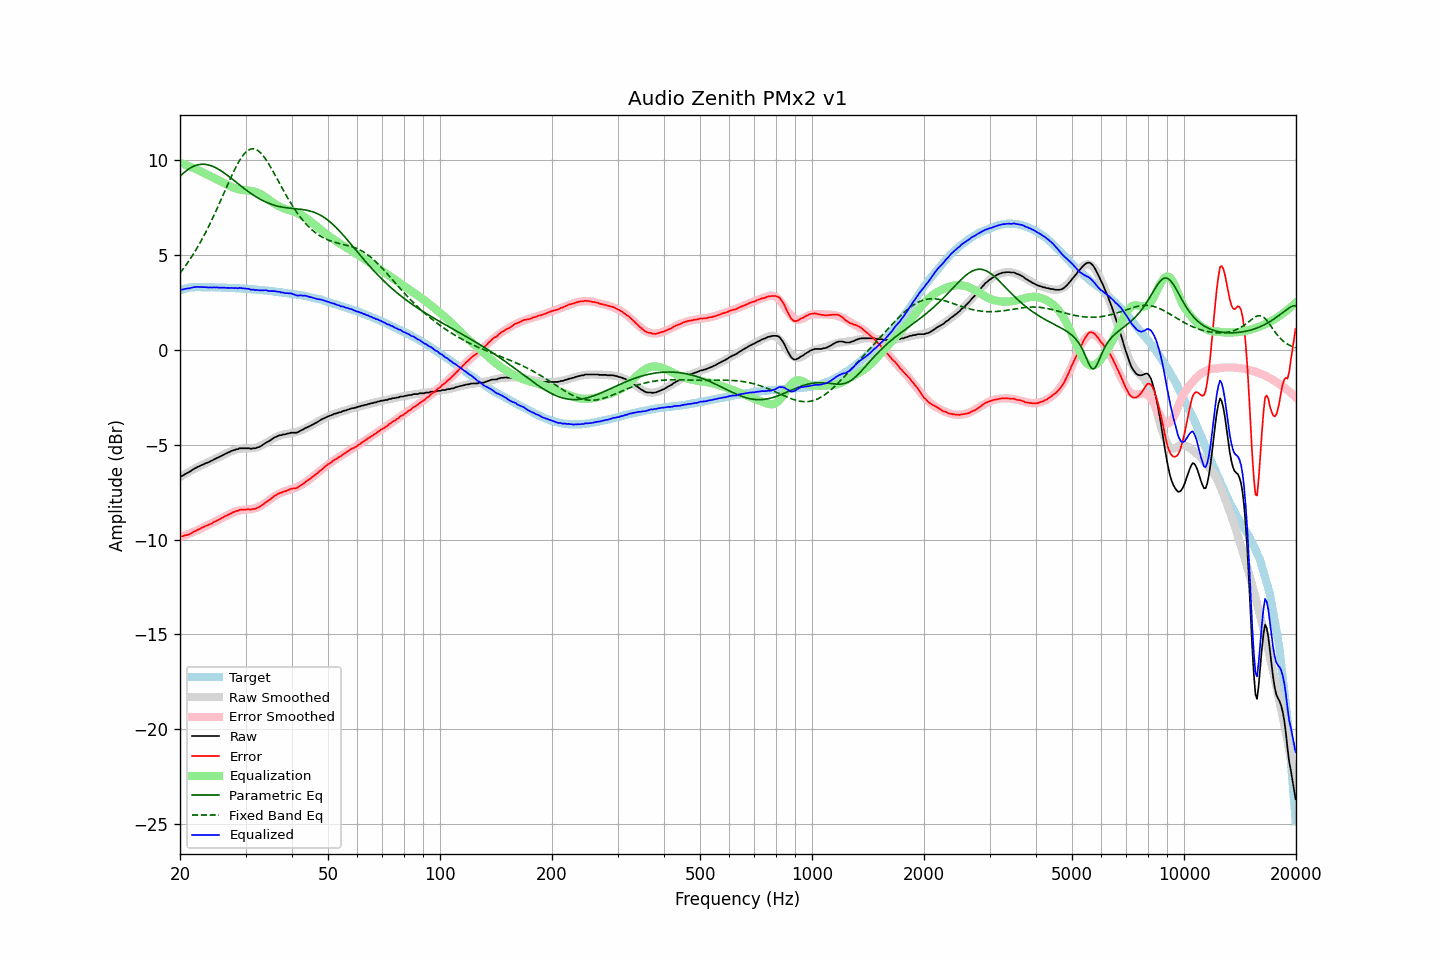 Audio Zenith PMx2 v1
Amplitude (dBr)
10
5
0
−5
−10
−15
−20
−25
Target
Raw Smoothed
Error Smoothed
Raw
Error
Equalization
Parametric Eq
Fixed Band Eq
Equalized
20 50 100 200 500 1000 2000 5000 10000 20000
Frequency (Hz)